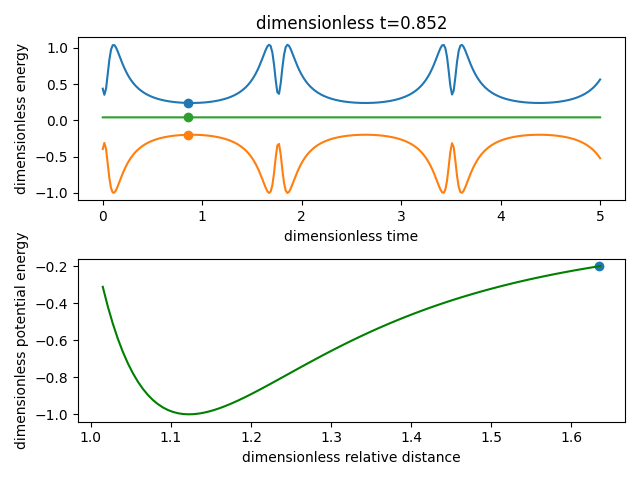 dimensionless t=0.852
dimensionless energy
1.0
0.5
0.0
−0.5
−1.0
0 1 2 3 4 5
dimensionless time
dimensionless potential energy
−0.2
−0.4
−0.6
−0.8
−1.0
1.0 1.1 1.2 1.3 1.4 1.5 1.6
dimensionless relative distance